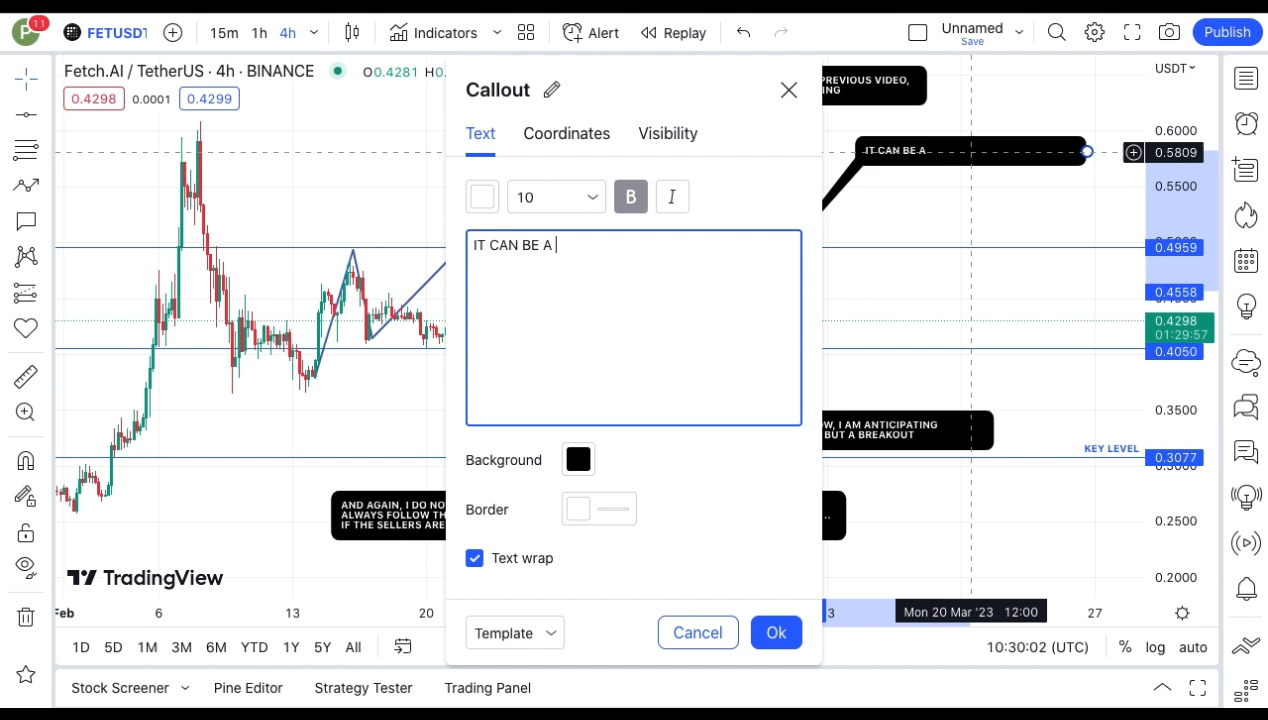 P
11
FETUSDT
15m
1h
4h
Indicators
Alert
Replay
Unnamed
Save
Publish
Fetch.AI / TetherUS · 4h · BINANCE
O0.4281
H0.
0.4298
0.0001
0.4299
Callout
Text
Coordinates
Visibility
10
B
I
IT CAN BE A
Background
Border
Text wrap
Template
Cancel
Ok
PREVIOUS VIDEO,
IT CAN BE A
W, I AM ANTICIPATING
BUT A BREAKOUT
KEY LEVEL
AND AGAIN, I DO NO
ALWAYS FOLLOW TH
IF THE SELLERS ARE
..
USDT
0.6000
0.5809
0.5500
0.4959
0.4558
0.4298
01:29:57
0.4050
0.3500
0.3077
0.3000
0.2500
0.2000
TradingView
Feb
6
13
20
3
Mon 20 Mar '23
12:00
27
1D
5D
1M
3M
6M
YTD
1Y
5Y
All
10:30:02 (UTC)
%
log
auto
Stock Screener
Pine Editor
Strategy Tester
Trading Panel